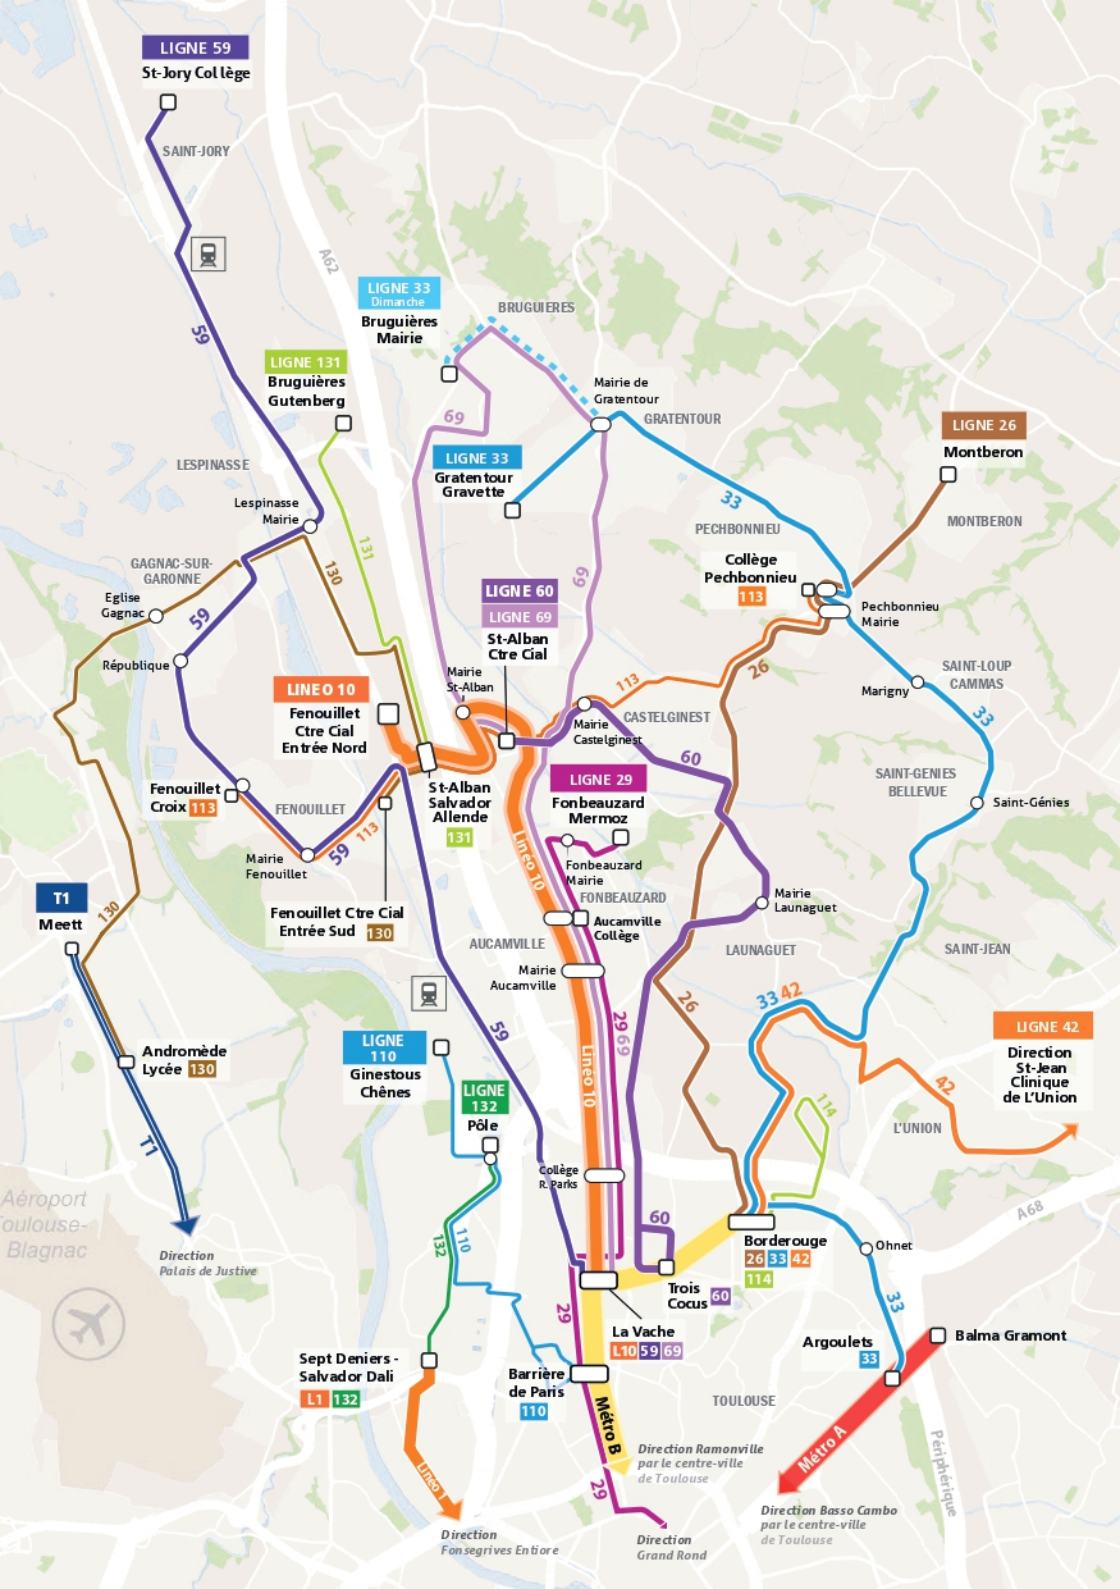 LIGNE 59
St-Jory Collège
SAINT-JORY
A62
59
LIGNE 33
Dimanche
Bruguières
Mairie
BRUGUIERES
LIGNE 131
Bruguières
Gutenberg
Mairie de
Gratentour
GRATENTOUR
69
LIGNE 26
Montberon
LIGNE 33
Gratentour
Gravette
LESPINASSE
33
Lespinasse
Mairie
PECHBONNIEU
MONTBERON
131
GAGNAC-SUR-
GARONNE
130
Collège
Pechbonnieu
113
69
LIGNE 60
LIGNE 69
St-Alban
Ctre Cial
Eglise
Gagnac
59
Pechbonnieu
Mairie
République
Mairie
St-Alban
26
113
SAINT-LOUP
CAMMAS
Marigny
LINEO 10
Fenouillet
Ctre Cial
Entrée Nord
33
CASTELGINEST
Mairie
Castelginest
60
LIGNE 29
Fonbeauzard
Mermoz
SAINT-GENIES
BELLEVUE
Saint-Génies
Fenouillet
Croix 113
FENOUILLET
St-Alban
Salvador
Allende
131
113
59
Mairie
Fenouillet
Linéo 10
Fonbeauzard
Mairie
FONBEAUZARD
T1
Meett
130
Fenouillet Ctre Cial
Entrée Sud 130
Aucamville
Collège
Mairie
Launaguet
AUCAMVILLE
LAUNAGUET
SAINT-JEAN
Mairie
Aucamville
26
33 42
59
29 69
LIGNE 42
Direction
St-Jean
Clinique
de L'Union
LIGNE
110
Ginestous
Chênes
Andromède
Lycée 130
Linéo 10
42
LIGNE
132
Pôle
114
L'UNION
T1
Collège
R. Parks
Aéroport
Toulouse-
Blagnac
A68
60
132
110
Borderouge
26 33 42
114
Ohnet
Direction
Palais de Justive
Trois
Cocus 60
33
29
La Vache
L10 59 69
Argoulets
33
Balma Gramont
Sept Deniers -
Salvador Dali
L1 132
Barrière
de Paris
110
TOULOUSE
Métro B
Métro A
Périphérique
Direction Ramonville
par le centre-ville
de Toulouse
Linéo 1
29
Direction Basso Cambo
par le centre-ville
de Toulouse
Direction
Fonsegrives Entiore
Direction
Grand Rond